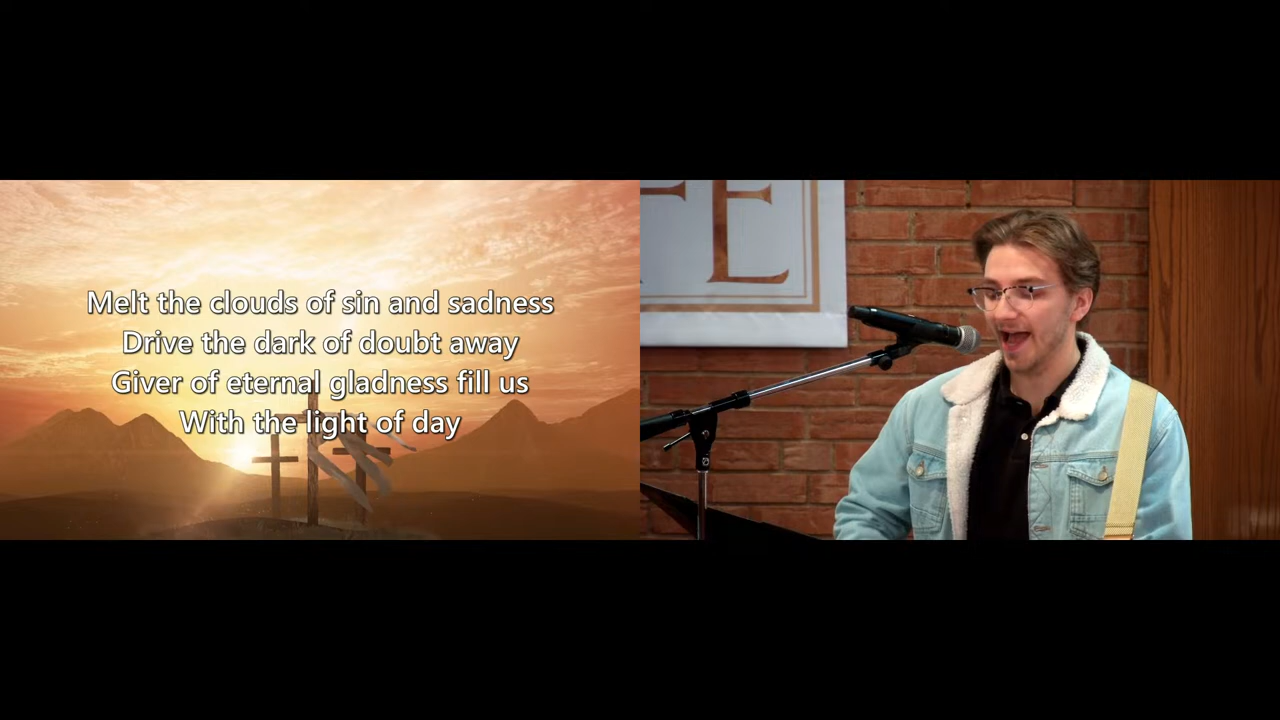 Melt the clouds of sin and sadness
Drive the dark of doubt away
Giver of eternal gladness fill us
With the light of day
FE